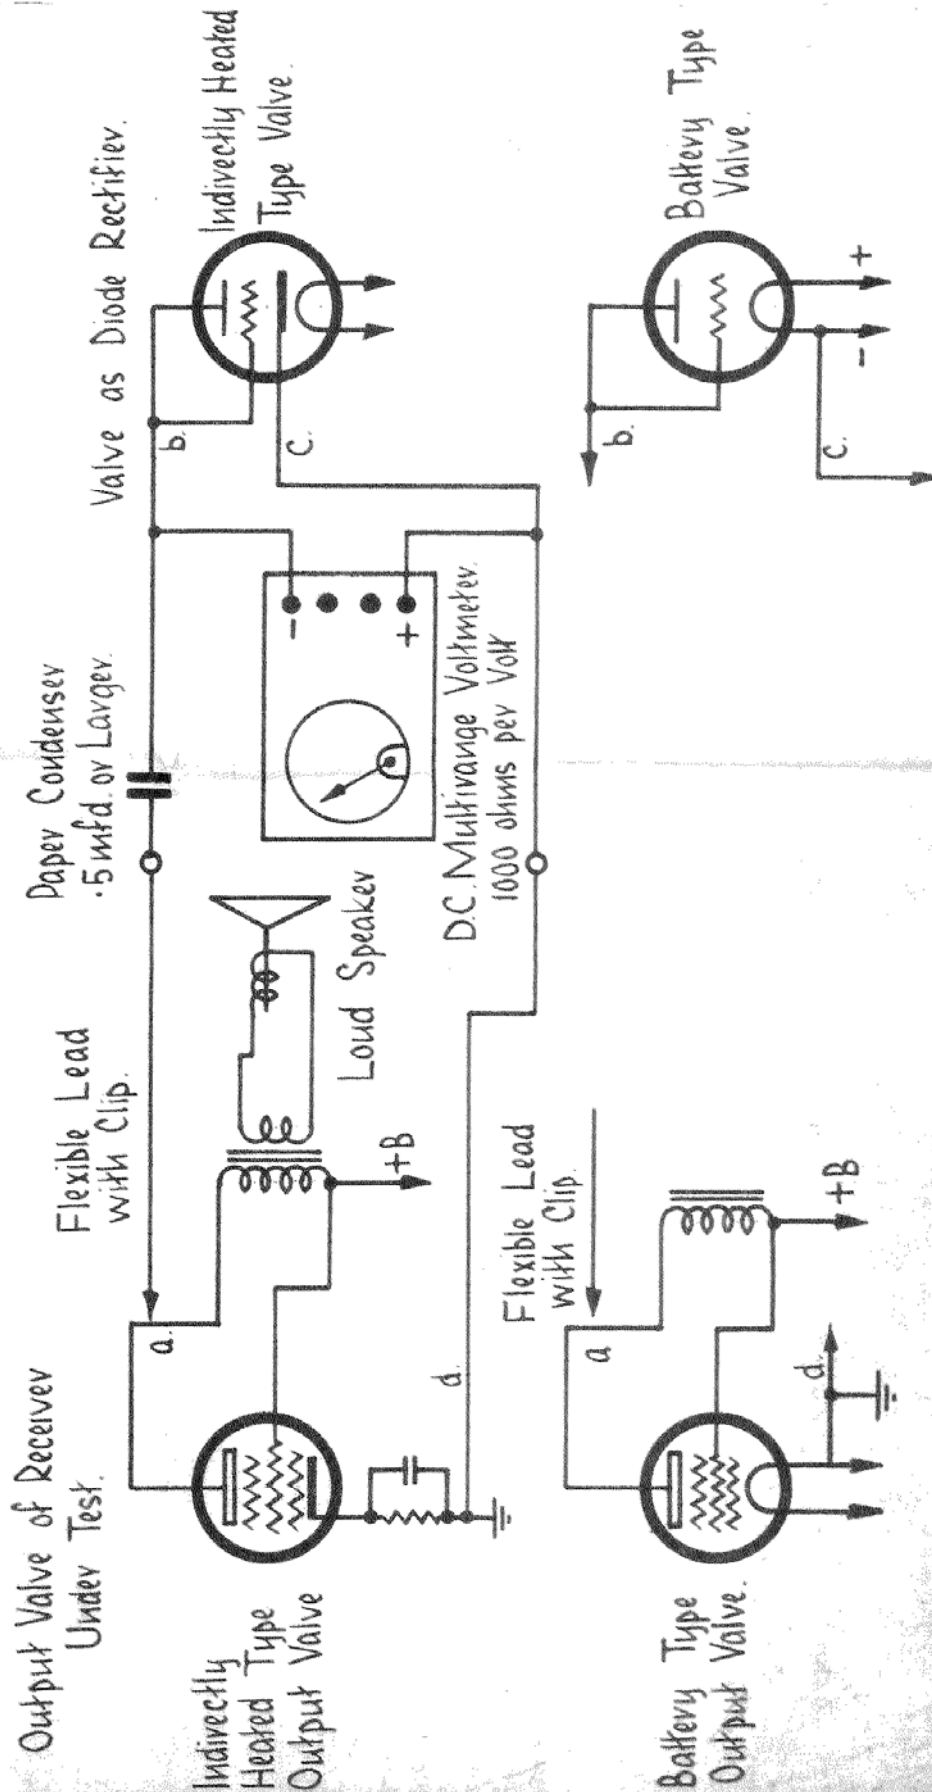 Output Valve of Receiver
Under Test.
Flexible Lead
with Clip.
Paper Condenser
.5 mfd. or Larger.
Valve as Diode Rectifier.
Indirectly Heated
Type Valve.
a.
b.
c.
-
+
+B
Loud Speaker
D.C. Multirange Voltmeter.
1000 ohms per Volt
d.
Indirectly
Heated Type
Output Valve
Flexible Lead
with Clip
a
+B
d.
Battery Type
Output Valve.
b.
c.
-
+
Battery Type
Valve.